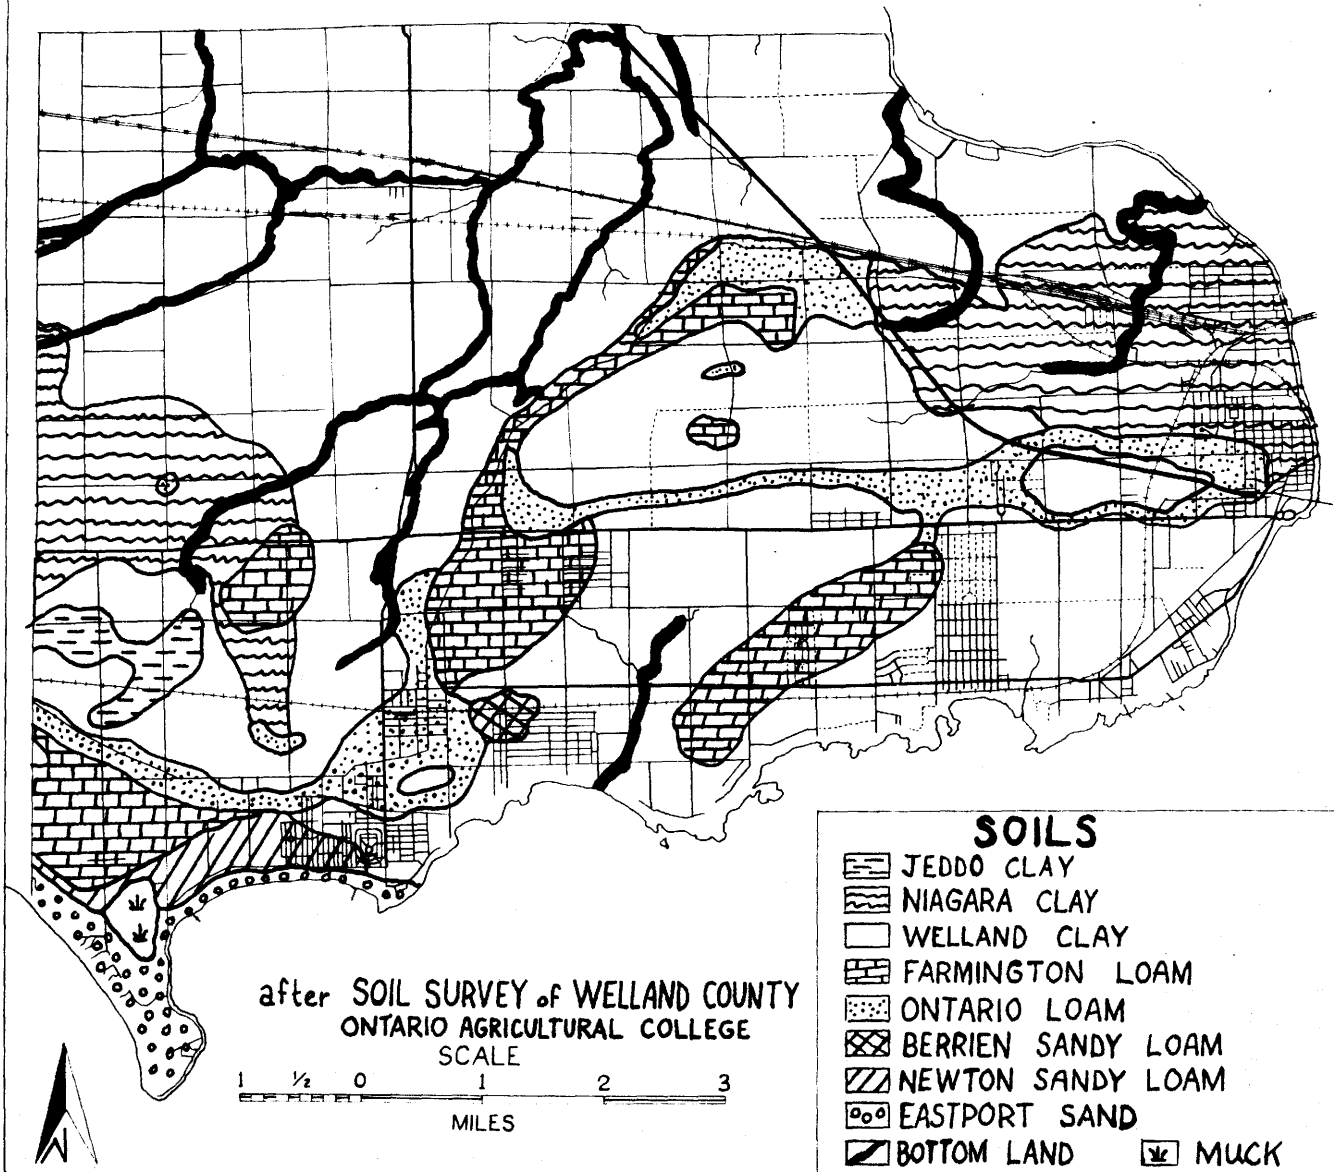 SOILS
JEDDO CLAY
NIAGARA CLAY
WELLAND CLAY
FARMINGTON LOAM
ONTARIO LOAM
BERRIEN SANDY LOAM
NEWTON SANDY LOAM
EASTPORT SAND
BOTTOM LAND MUCK
after SOIL SURVEY of WELLAND COUNTY
ONTARIO AGRICULTURAL COLLEGE
SCALE
1 ½ 0 1 2 3
MILES
N